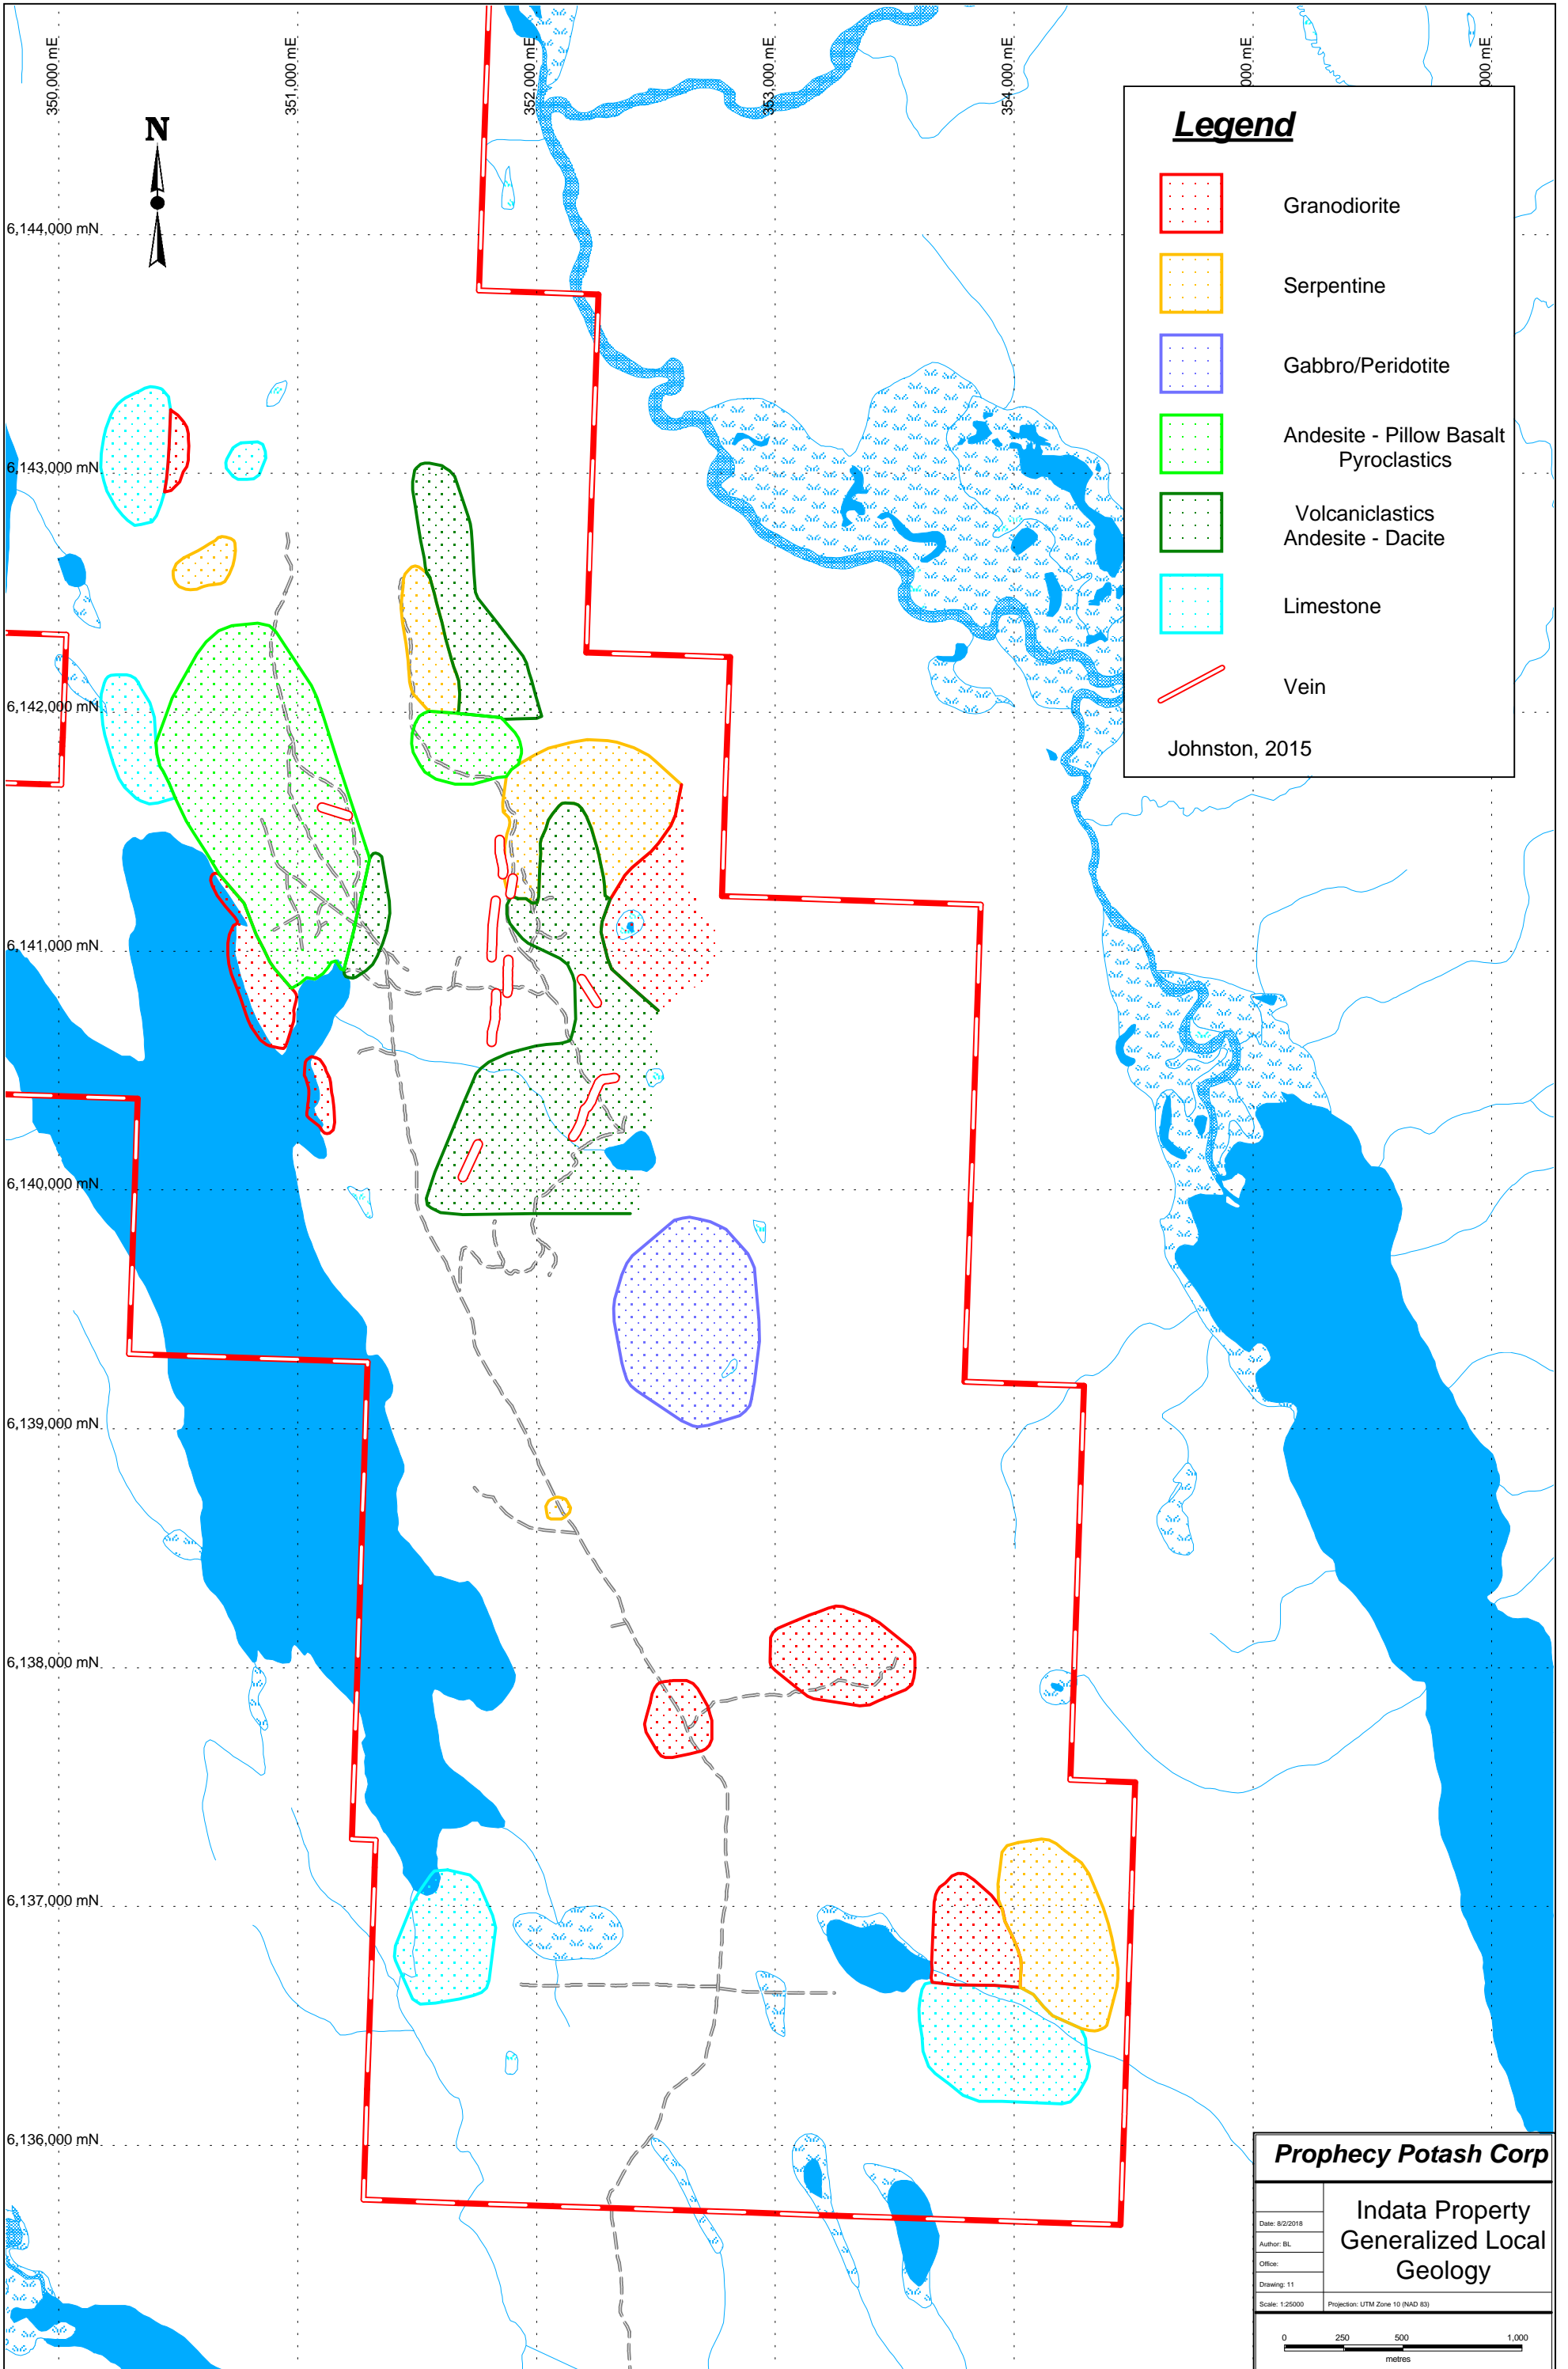 350,000 mE
351,000 mE
352,000 mE
353,000 mE
354,000 mE
000 mE
000 mE
N
6,144,000 mN
6,143,000 mN
6,142,000 mN
6,141,000 mN
6,140,000 mN
6,139,000 mN
6,138,000 mN
6,137,000 mN
6,136,000 mN
Legend
Granodiorite
Serpentine
Gabbro/Peridotite
Andesite - Pillow Basalt
Pyroclastics
Volcaniclastics
Andesite - Dacite
Limestone
Vein
Johnston, 2015
Prophecy Potash Corp
Date: 8/2/2018
Author: BL
Office:
Drawing: 11
Scale: 1:25000
Indata Property
Generalized Local
Geology
Projection: UTM Zone 10 (NAD 83)
0 250 500 1,000
metres